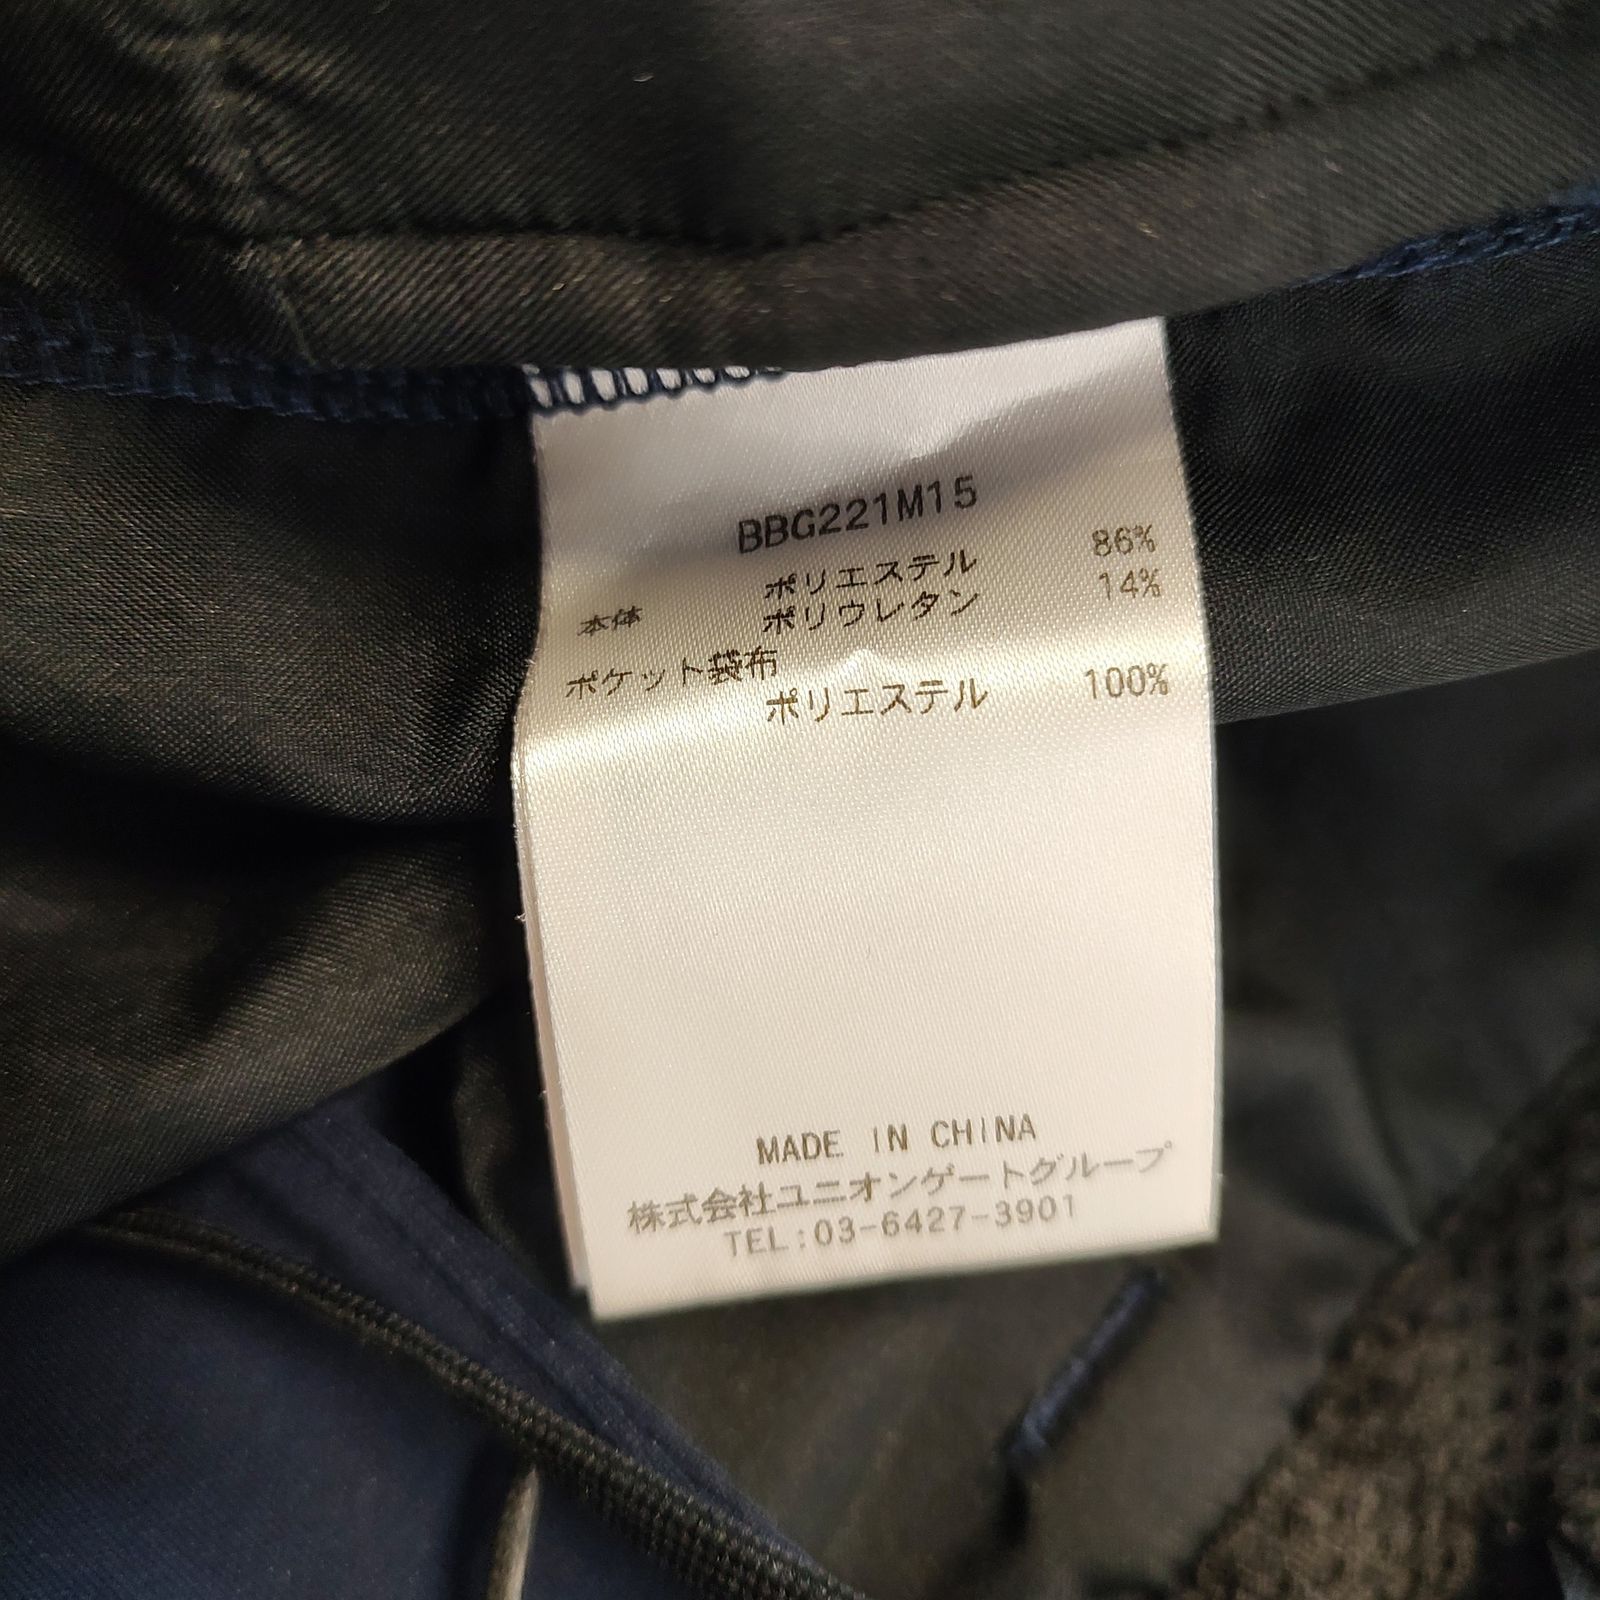 BBG221M15
本体 ポリエステル 86%
ポリウレタン 14%
ポケット袋布
ポリエステル 100%
MADE IN CHINA
株式会社ユニオンゲートグループ
TEL:03-6427-3901